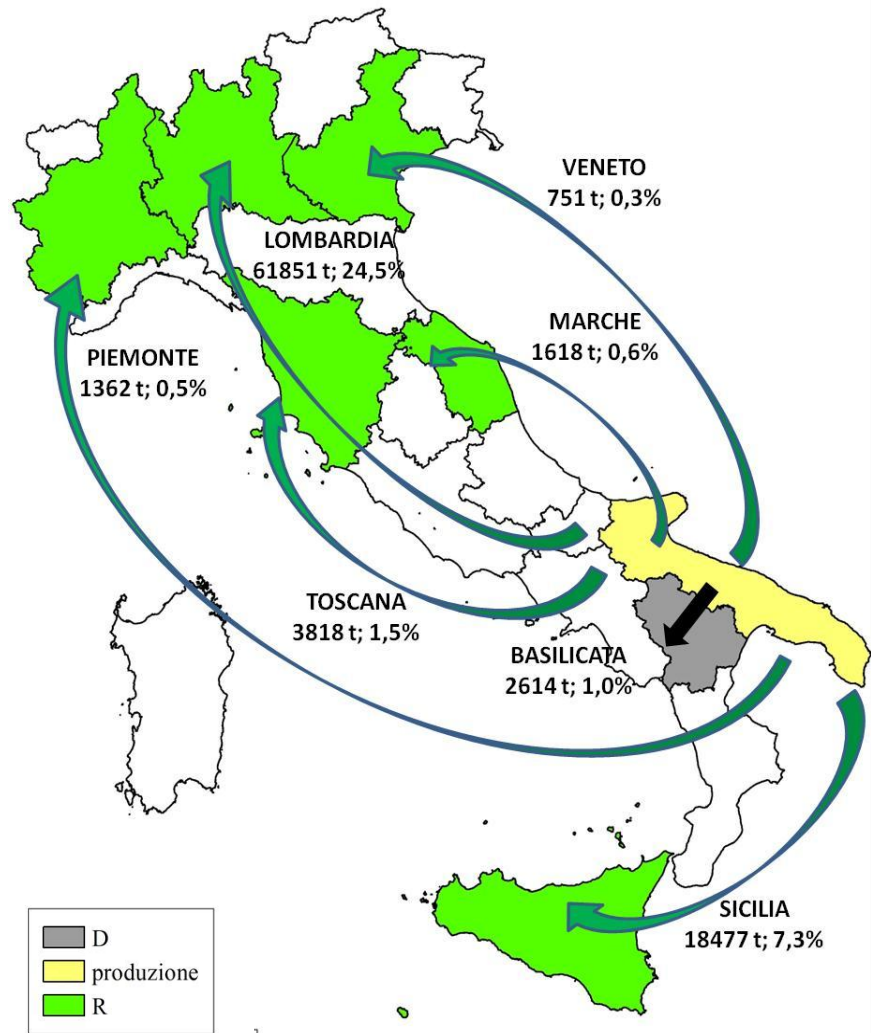 VENETO
751 t; 0,3%
LOMBARDIA
61851 t; 24,5%
MARCHE
1618 t; 0,6%
PIEMONTE
1362 t; 0,5%
TOSCANA
3818 t; 1,5%
BASILICATA
2614 t; 1,0%
SICILIA
18477 t; 7,3%
D
produzione
R